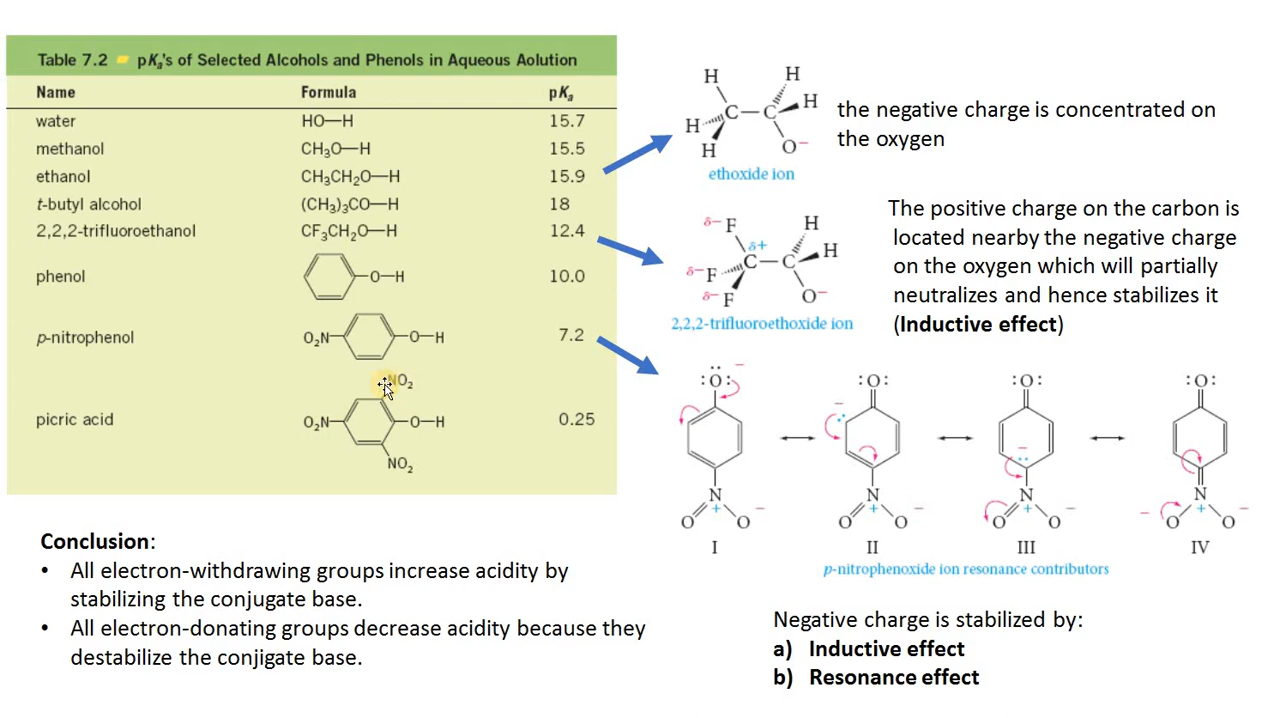 Table 7.2 pKa's of Selected Alcohols and Phenols in Aqueous Aolution
Name Formula pKa
water HO—H 15.7
methanol CH3O—H 15.5
ethanol CH3CH2O—H 15.9
t-butyl alcohol (CH3)3CO—H 18
2,2,2-trifluoroethanol CF3CH2O—H 12.4
phenol O—H 10.0
p-nitrophenol O2N O—H 7.2
NO2
picric acid O2N O—H 0.25
NO2
H H
H C—C H
H O−
ethoxide ion
the negative charge is concentrated on
the oxygen
δ− F H
δ+
δ− F C—C H
δ− F O−
2,2,2-trifluoroethoxide ion
The positive charge on the carbon is
located nearby the negative charge
on the oxygen which will partially
neutralizes and hence stabilizes it
(Inductive effect)
:O: − :O: :O: :O:
− −
N N N N
+ + + +
O O − O O − O O − − O O −
I II III IV
p-nitrophenoxide ion resonance contributors
Conclusion:
• All electron-withdrawing groups increase acidity by
stabilizing the conjugate base.
• All electron-donating groups decrease acidity because they
destabilize the conjigate base.
Negative charge is stabilized by:
a) Inductive effect
b) Resonance effect